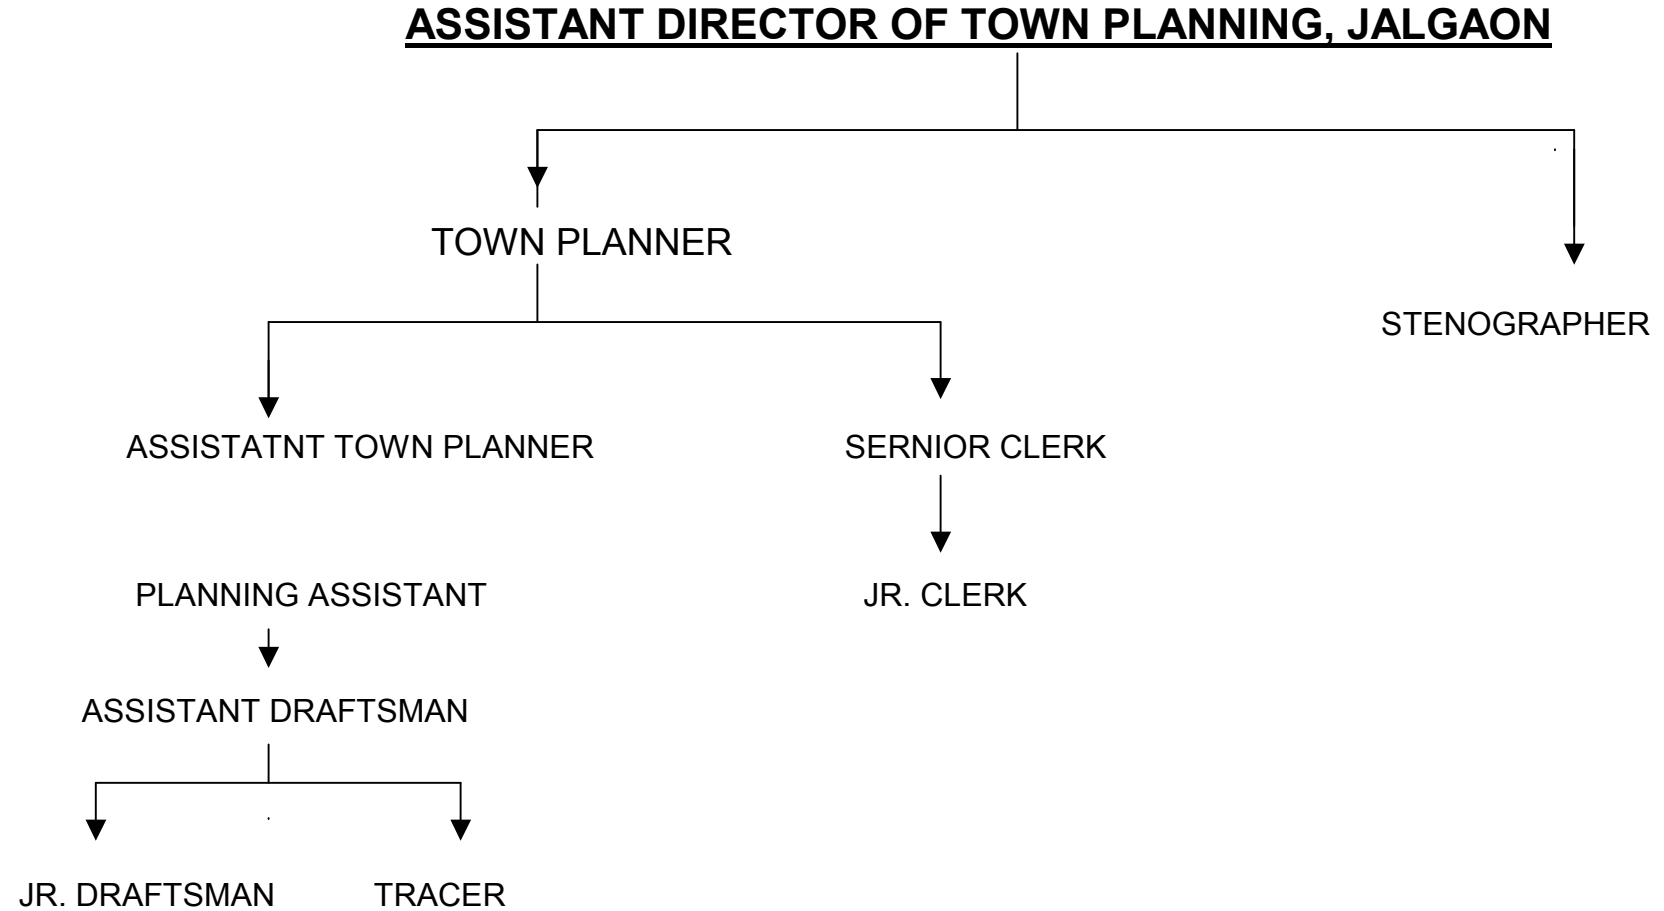 ASSISTANT DIRECTOR OF TOWN PLANNING, JALGAON
TOWN PLANNER
STENOGRAPHER
ASSISTATNT TOWN PLANNER
SERNIOR CLERK
PLANNING ASSISTANT
JR. CLERK
ASSISTANT DRAFTSMAN
JR. DRAFTSMAN
TRACER